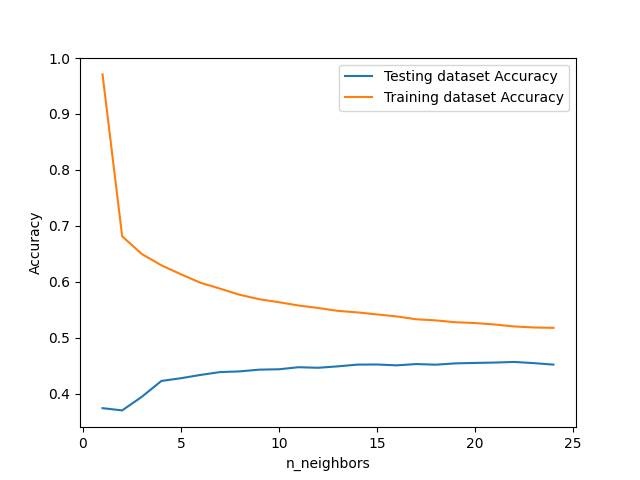 Testing dataset Accuracy
Training dataset Accuracy
Accuracy
1.0
0.9
0.8
0.7
0.6
0.5
0.4
0 5 10 15 20 25
n_neighbors